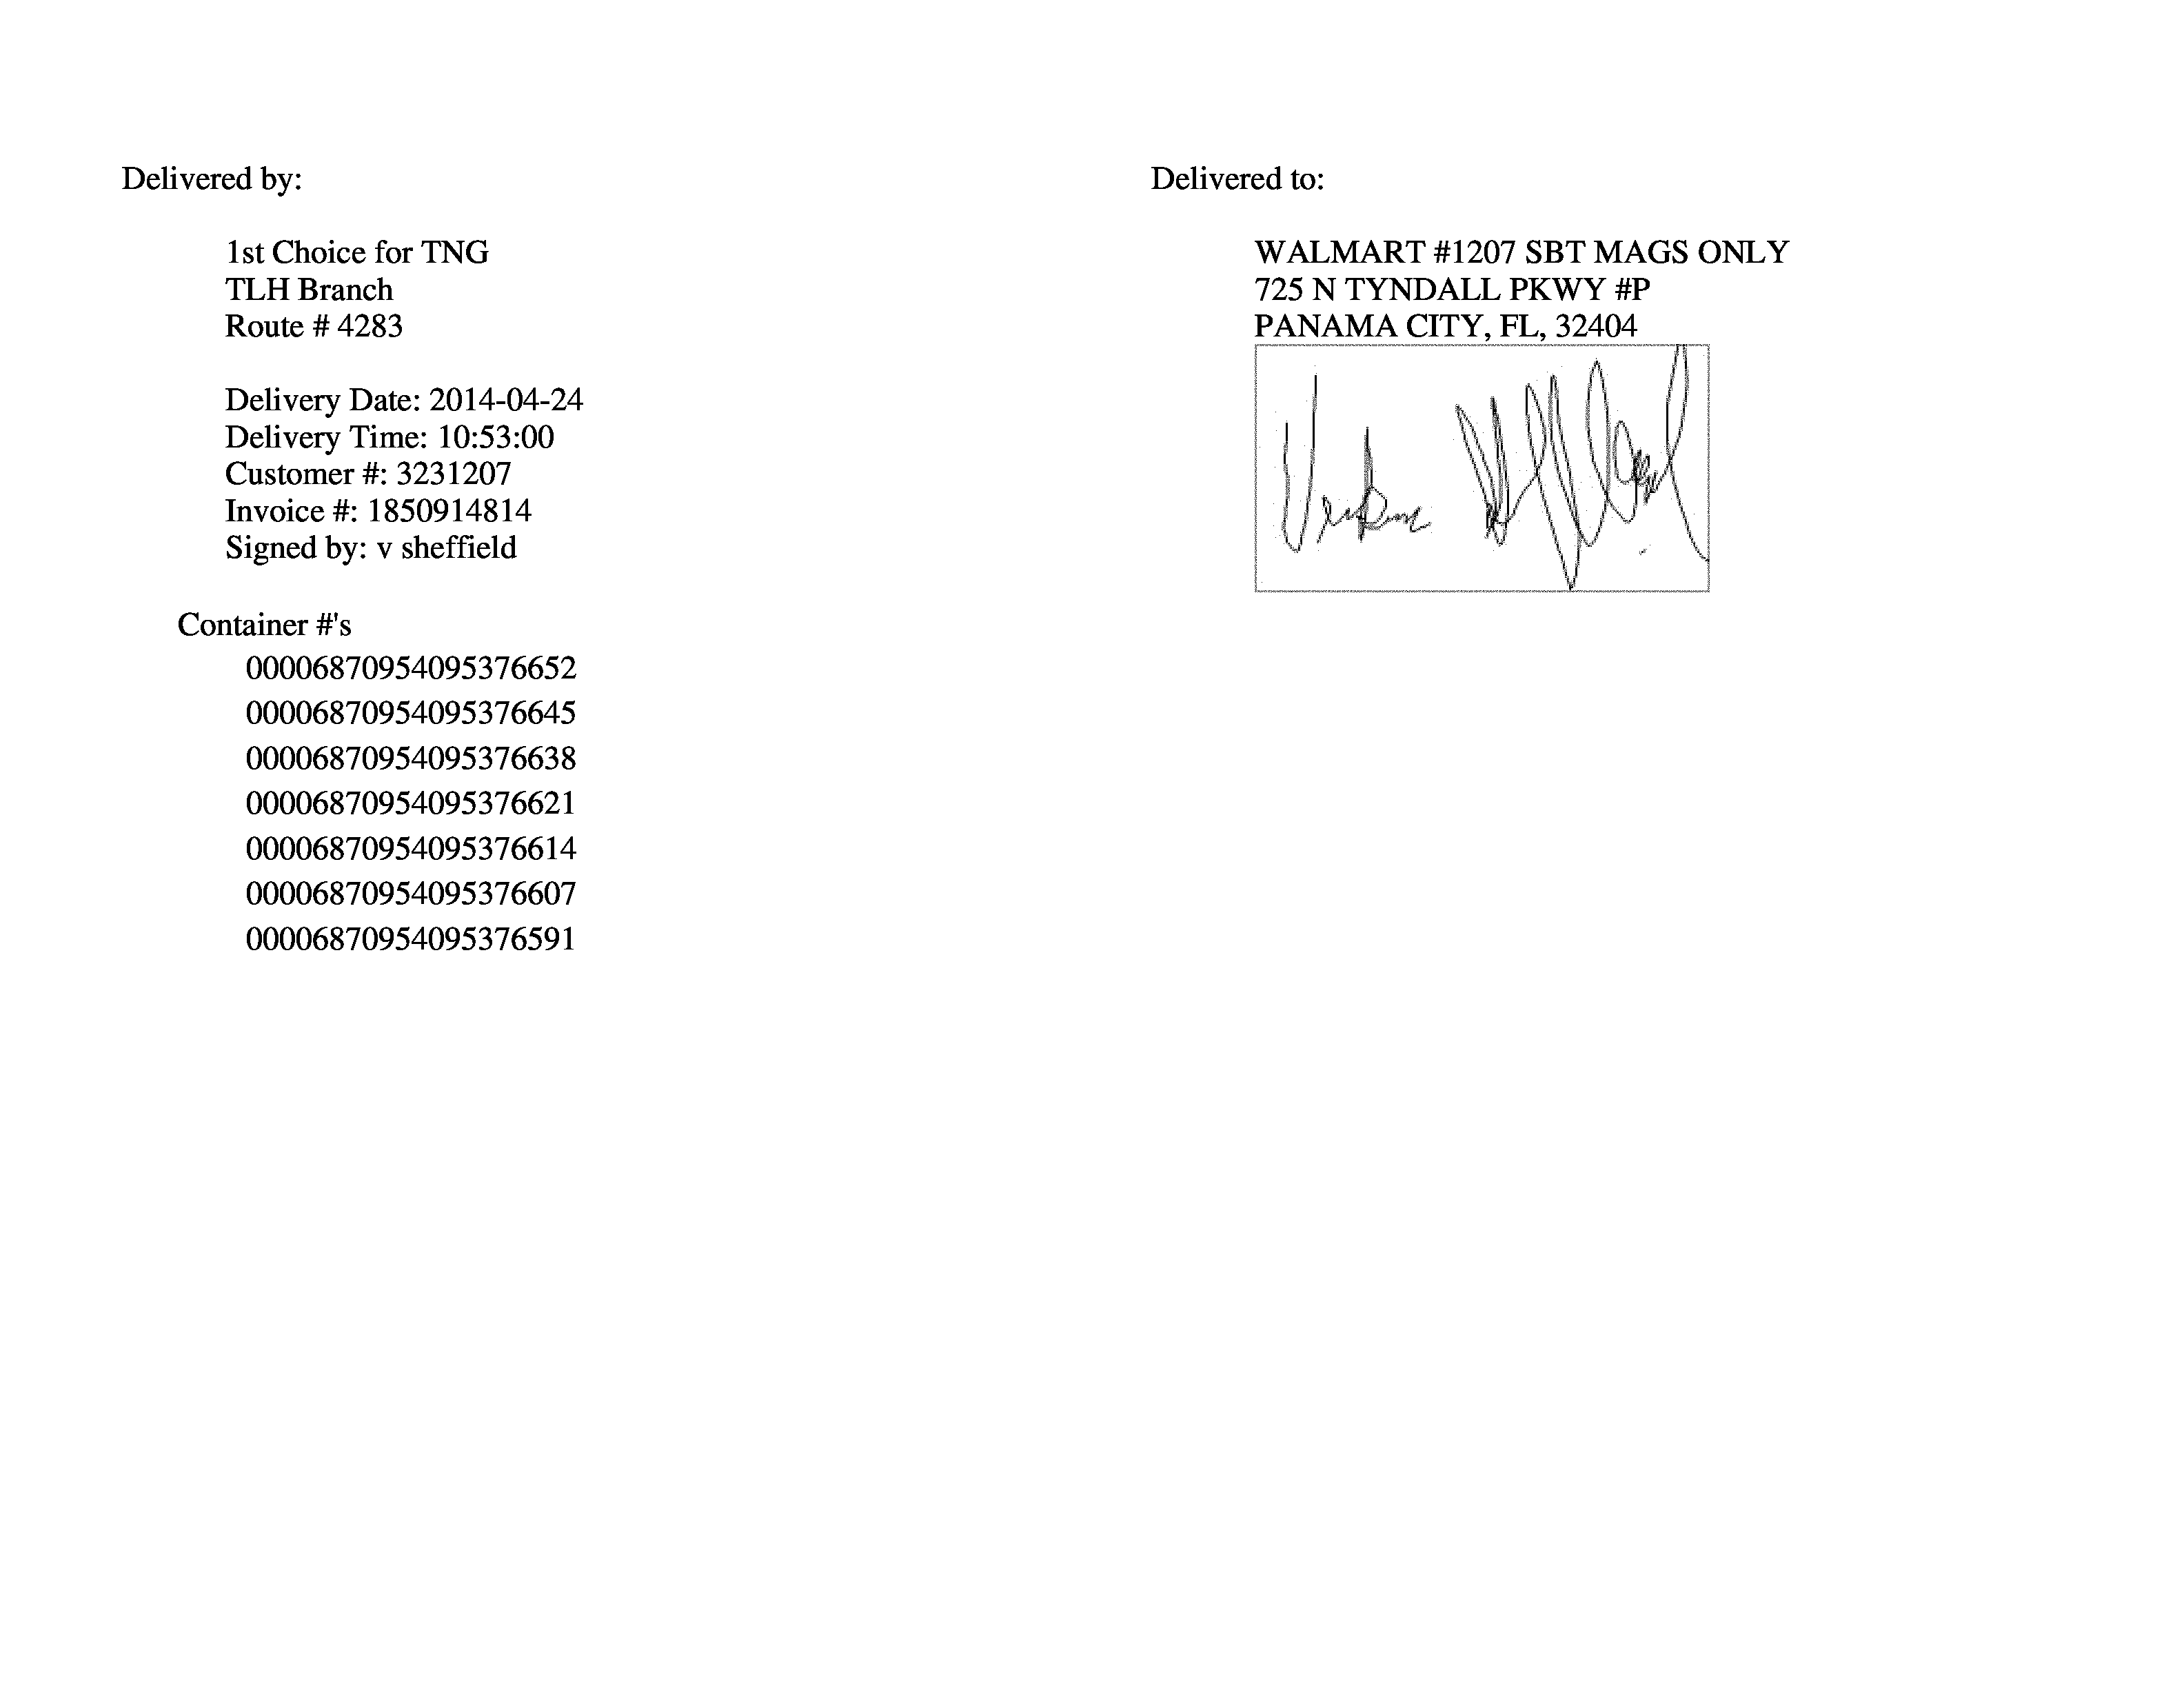 Delivered by:
1st Choice for TNG
TLH Branch
Route # 4283
Delivery Date: 2014-04-24
Delivery Time: 10:53:00
Customer #: 3231207
Invoice #: 1850914814
Signed by: v sheffield
Container #'s
00006870954095376652
00006870954095376645
00006870954095376638
00006870954095376621
00006870954095376614
00006870954095376607
00006870954095376591
Delivered to:
WALMART #1207 SBT MAGS ONLY
725 N TYNDALL PKWY #P
PANAMA CITY, FL, 32404